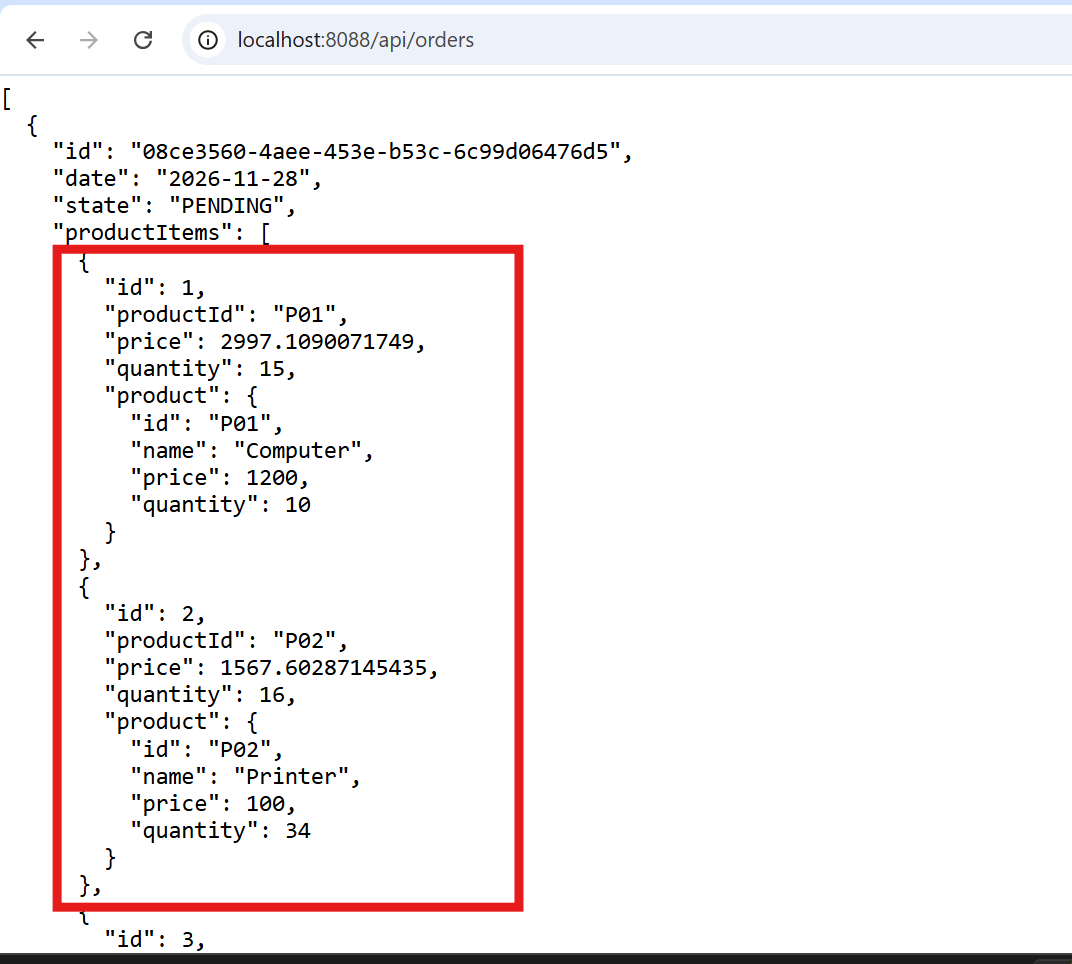 localhost:8088/api/orders
[
  {
    "id": "08ce3560-4aee-453e-b53c-6c99d06476d5",
    "date": "2026-11-28",
    "state": "PENDING",
    "productItems": [
      {
        "id": 1,
        "productId": "P01",
        "price": 2997.1090071749,
        "quantity": 15,
        "product": {
          "id": "P01",
          "name": "Computer",
          "price": 1200,
          "quantity": 10
        }
      },
      {
        "id": 2,
        "productId": "P02",
        "price": 1567.60287145435,
        "quantity": 16,
        "product": {
          "id": "P02",
          "name": "Printer",
          "price": 100,
          "quantity": 34
        }
      },
      {
        "id": 3,